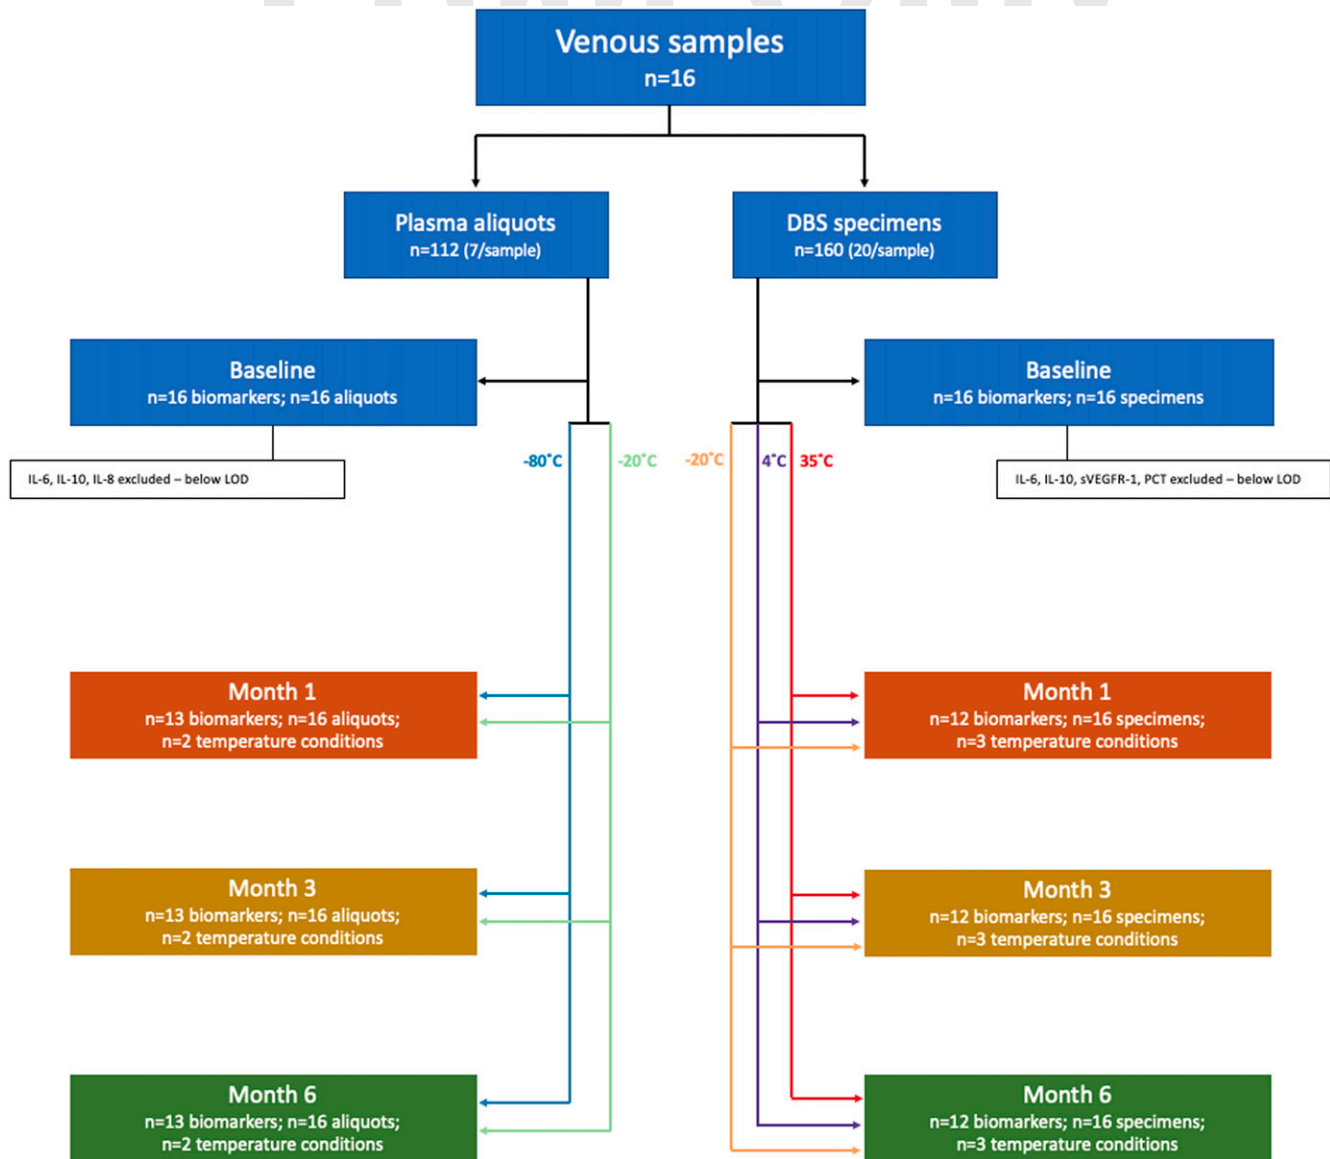 Venous samples
n=16
Plasma aliquots
n=112 (7/sample)
DBS specimens
n=160 (20/sample)
Baseline
n=16 biomarkers; n=16 aliquots
Baseline
n=16 biomarkers; n=16 specimens
-80°C
-20°C
-20°C
4°C
35°C
IL-6, IL-10, IL-8 excluded – below LOD
IL-6, IL-10, sVEGFR-1, PCT excluded – below LOD
Month 1
n=13 biomarkers; n=16 aliquots;
n=2 temperature conditions
Month 1
n=12 biomarkers; n=16 specimens;
n=3 temperature conditions
Month 3
n=13 biomarkers; n=16 aliquots;
n=2 temperature conditions
Month 3
n=12 biomarkers; n=16 specimens;
n=3 temperature conditions
Month 6
n=13 biomarkers; n=16 aliquots;
n=2 temperature conditions
Month 6
n=12 biomarkers; n=16 specimens;
n=3 temperature conditions